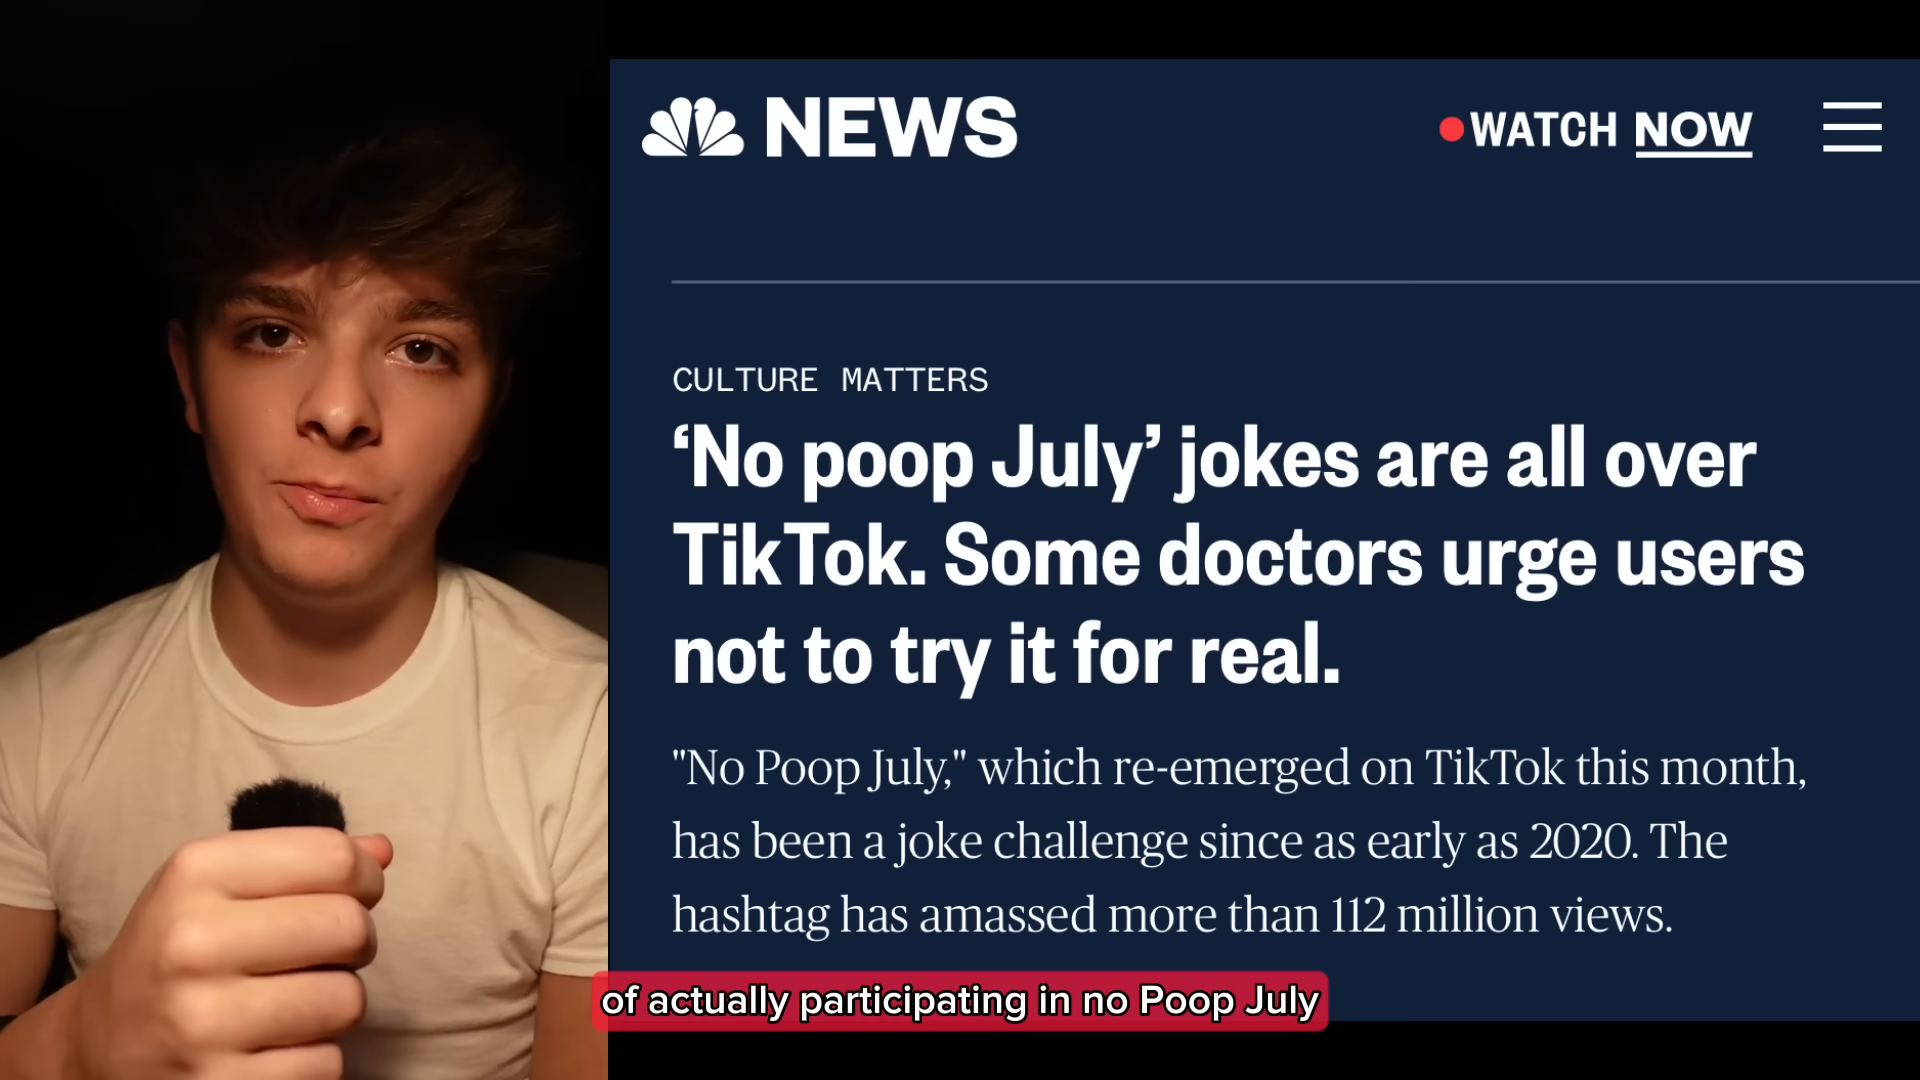 NEWS
WATCH NOW
CULTURE MATTERS
‘No poop July’ jokes are all over
TikTok. Some doctors urge users
not to try it for real.
"No Poop July," which re-emerged on TikTok this month,
has been a joke challenge since as early as 2020. The
hashtag has amassed more than 112 million views.
of actually participating in no Poop July